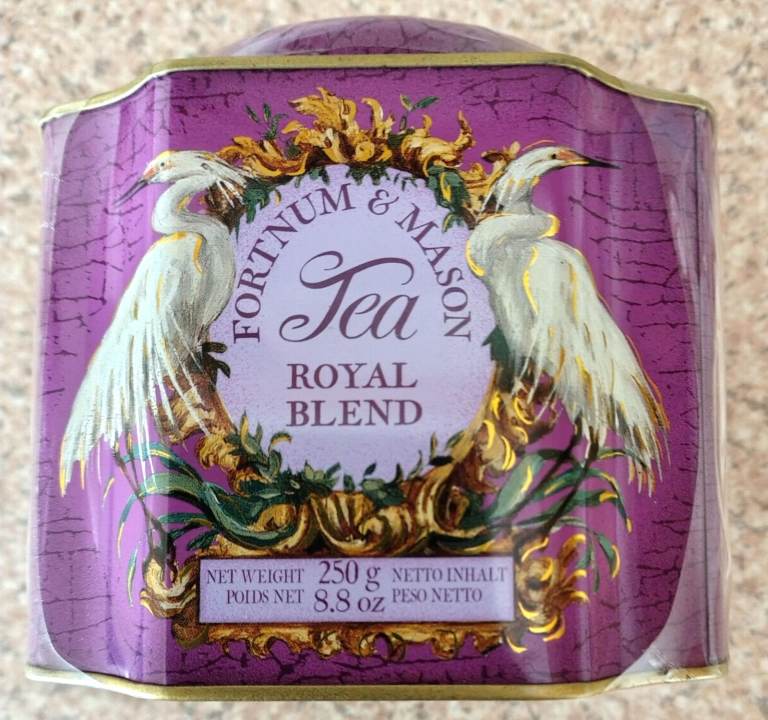 FORTNUM & MASON
Tea
ROYAL
BLEND
NET WEIGHT 250 g NETTO INHALT
POIDS NET 8.8 oz PESO NETTO